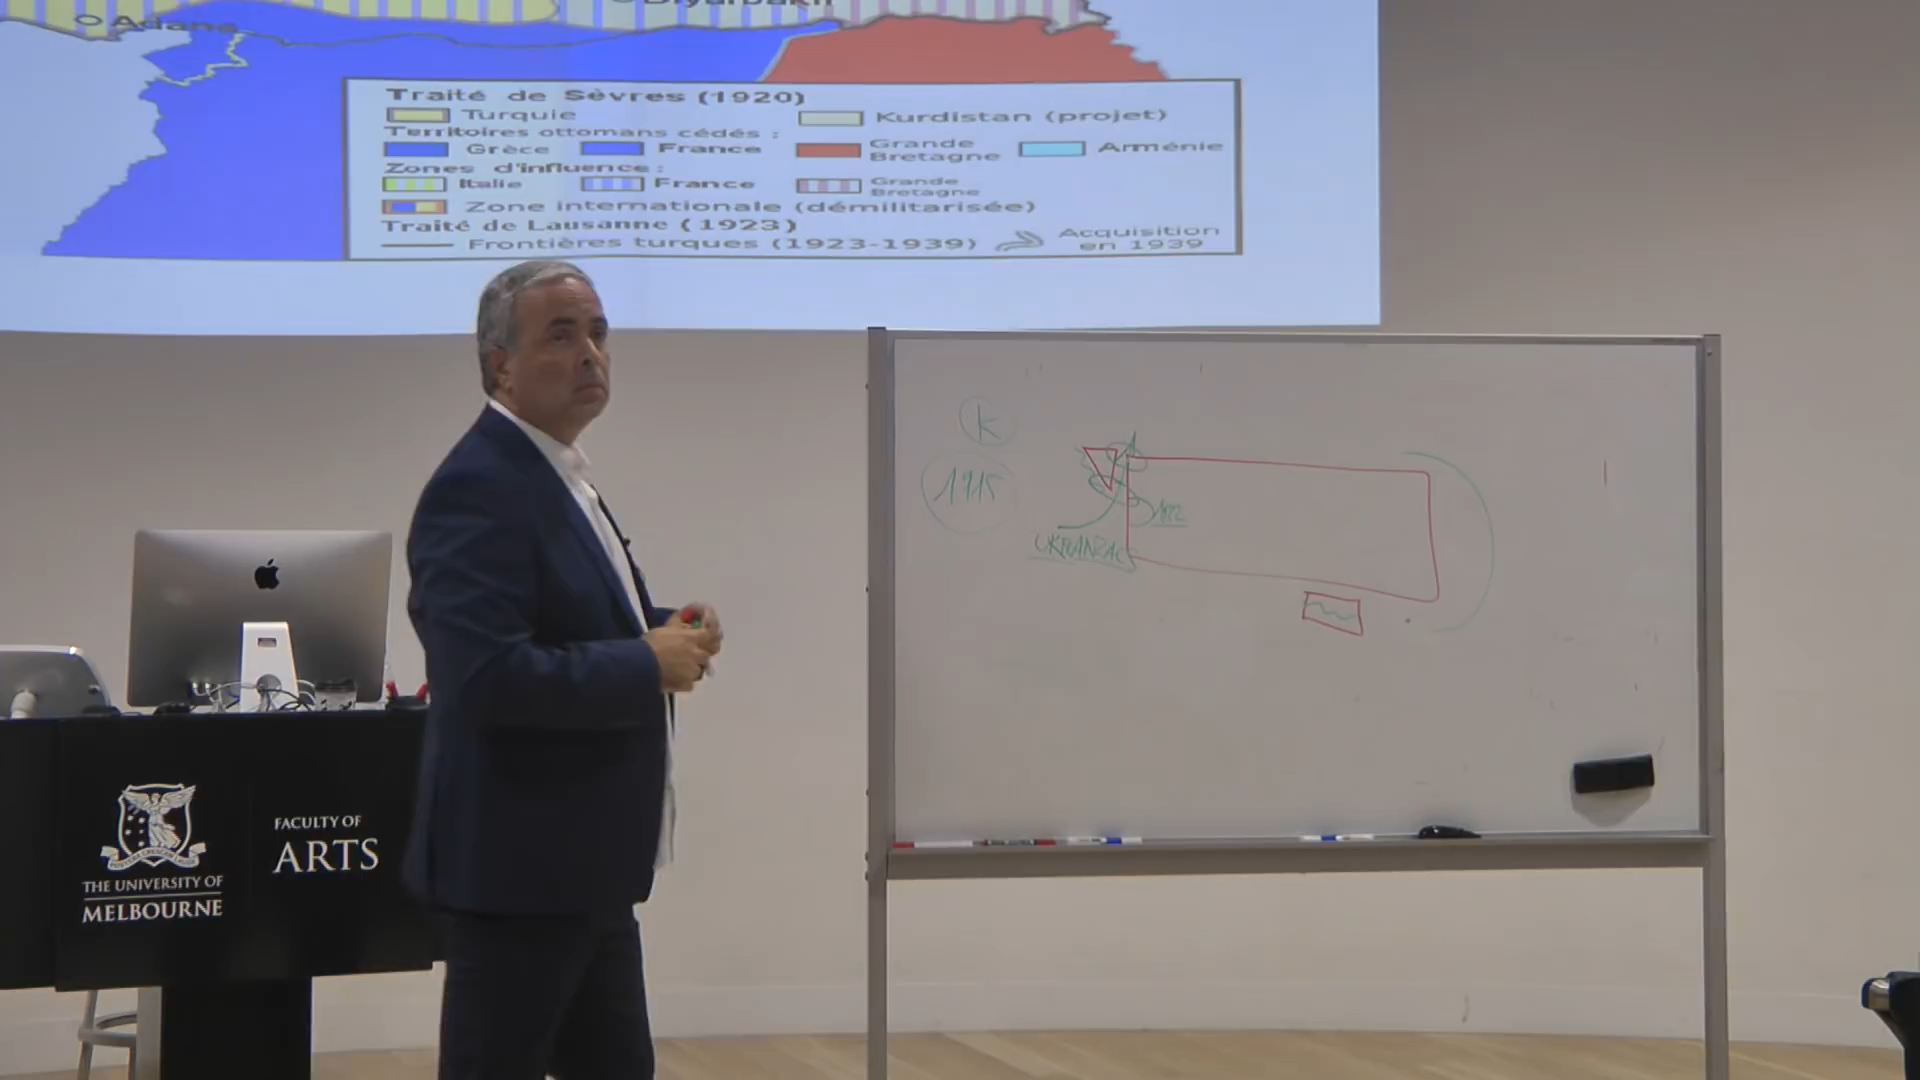 Adana
Diyarbakır
Traité de Sèvres (1920)
Turquie
Kurdistan (projet)
Territoires ottomans cédés :
Grèce
France
Grande Bretagne
Arménie
Zones d'influence :
Italie
France
Grande Bretagne
Zone internationale (démilitarisée)
Traité de Lausanne (1923)
Frontières turques (1923-1939)
Acquisition en 1939
K
1915
1922
THE UNIVERSITY OF
MELBOURNE
FACULTY OF
ARTS